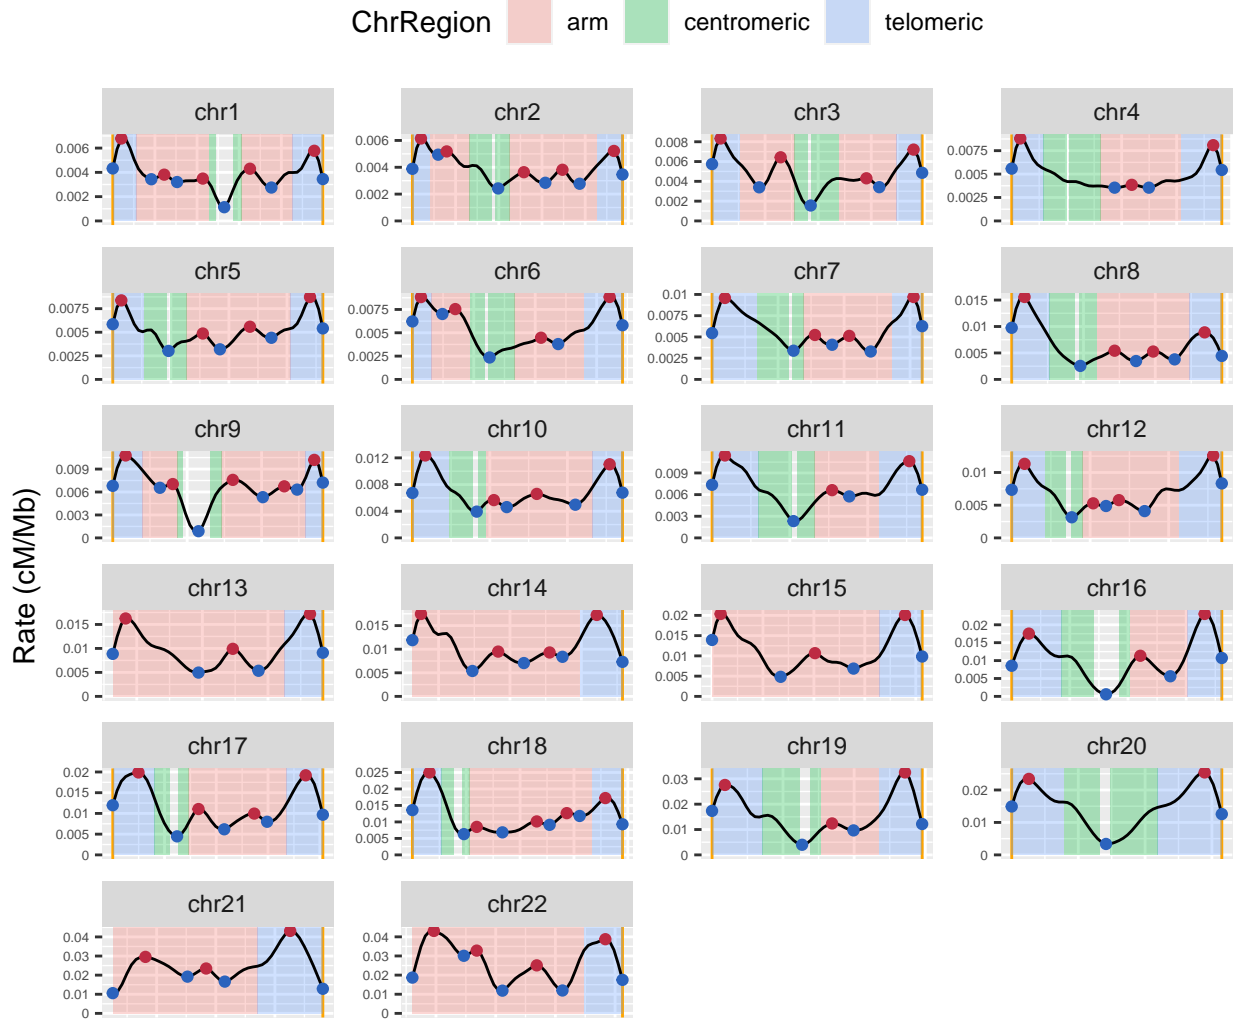 ChrRegion arm centromeric telomeric
Rate (cM/Mb)
chr1 chr2 chr3 chr4
0.006 0.004 0.002 0
0.006 0.004 0.002 0
0.008 0.006 0.004 0.002 0
0.0075 0.005 0.0025 0
chr5 chr6 chr7 chr8
0.0075 0.005 0.0025 0
0.0075 0.005 0.0025 0
0.01 0.0075 0.005 0.0025 0
0.015 0.01 0.005 0
chr9 chr10 chr11 chr12
0.009 0.006 0.003 0
0.012 0.008 0.004 0
0.009 0.006 0.003 0
0.01 0.005 0
chr13 chr14 chr15 chr16
0.015 0.01 0.005 0
0.015 0.01 0.005 0
0.02 0.015 0.01 0.005 0
0.02 0.015 0.01 0.005 0
chr17 chr18 chr19 chr20
0.02 0.015 0.01 0.005 0
0.025 0.02 0.015 0.01 0.005 0
0.03 0.02 0.01 0
0.02 0.01 0
chr21 chr22
0.04 0.03 0.02 0.01 0
0.04 0.03 0.02 0.01 0